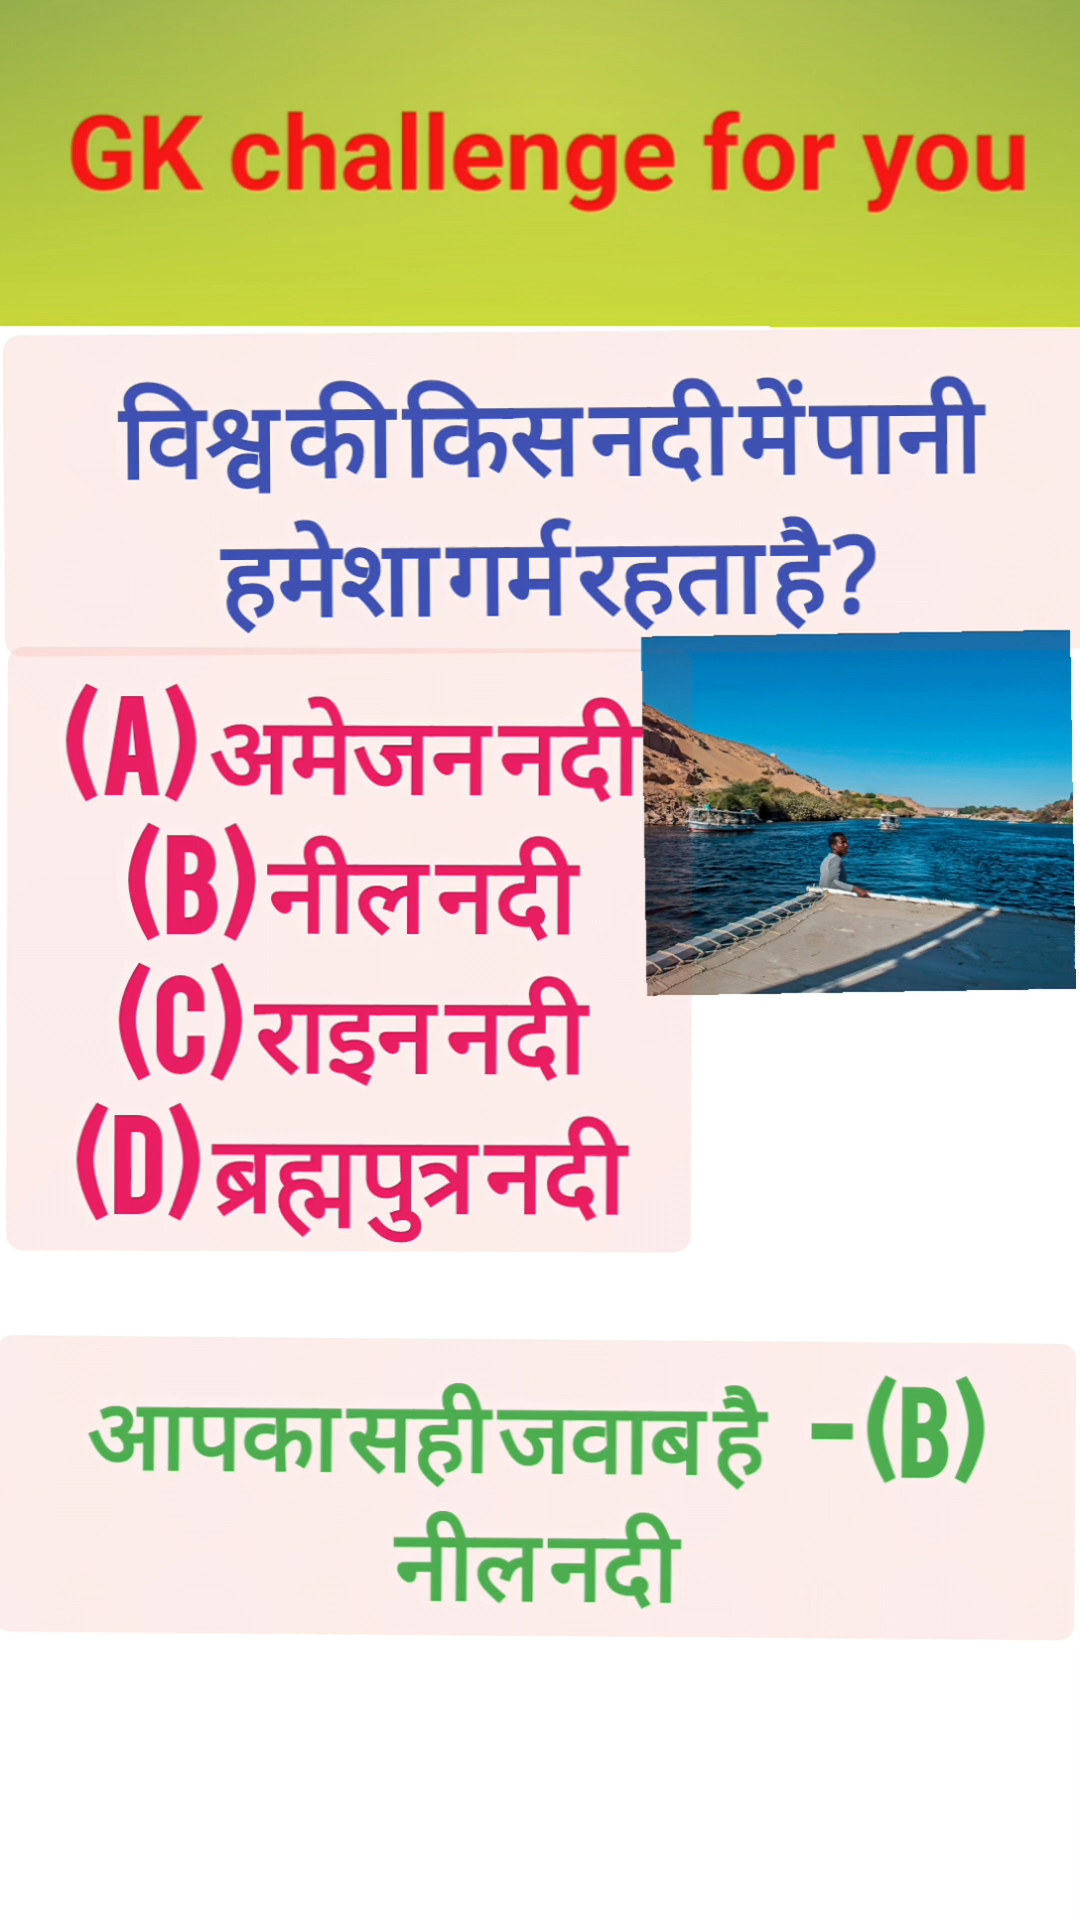 GK challenge for you
विश्व की किस नदी में पानी
हमेशा गर्म रहता है?
(A) अमेजन नदी
(B) नील नदी
(C) राइन नदी
(D) ब्रह्मपुत्र नदी
आपका सही जवाब है -(B)
नील नदी